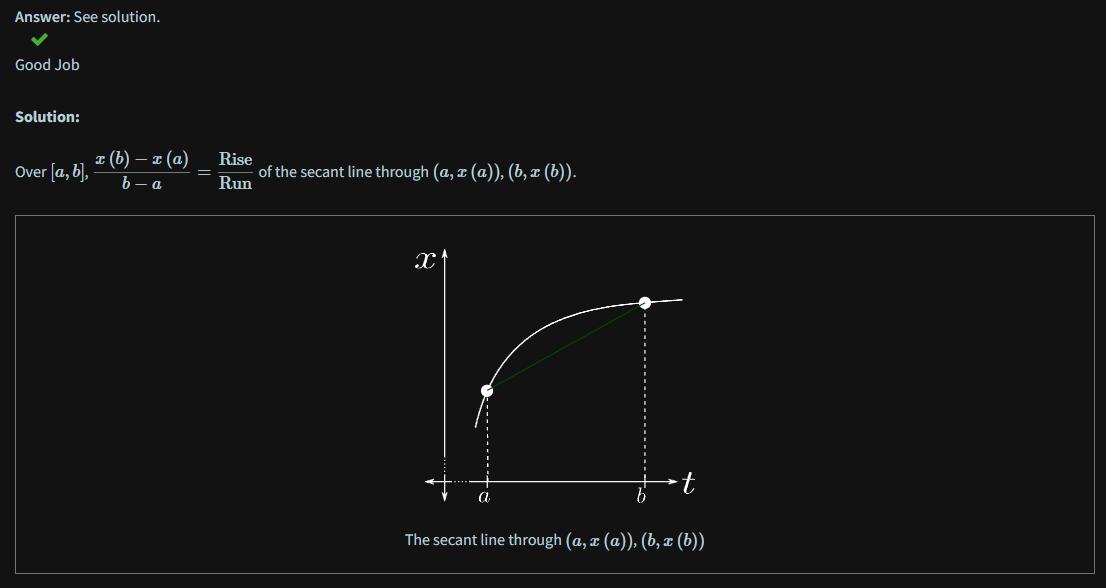 Answer: See solution.
Good Job
Solution:
Over [a, b], x (b) − x (a) / b − a = Rise / Run of the secant line through (a, x (a)), (b, x (b)).
x
t
a
b
The secant line through (a, x (a)), (b, x (b))